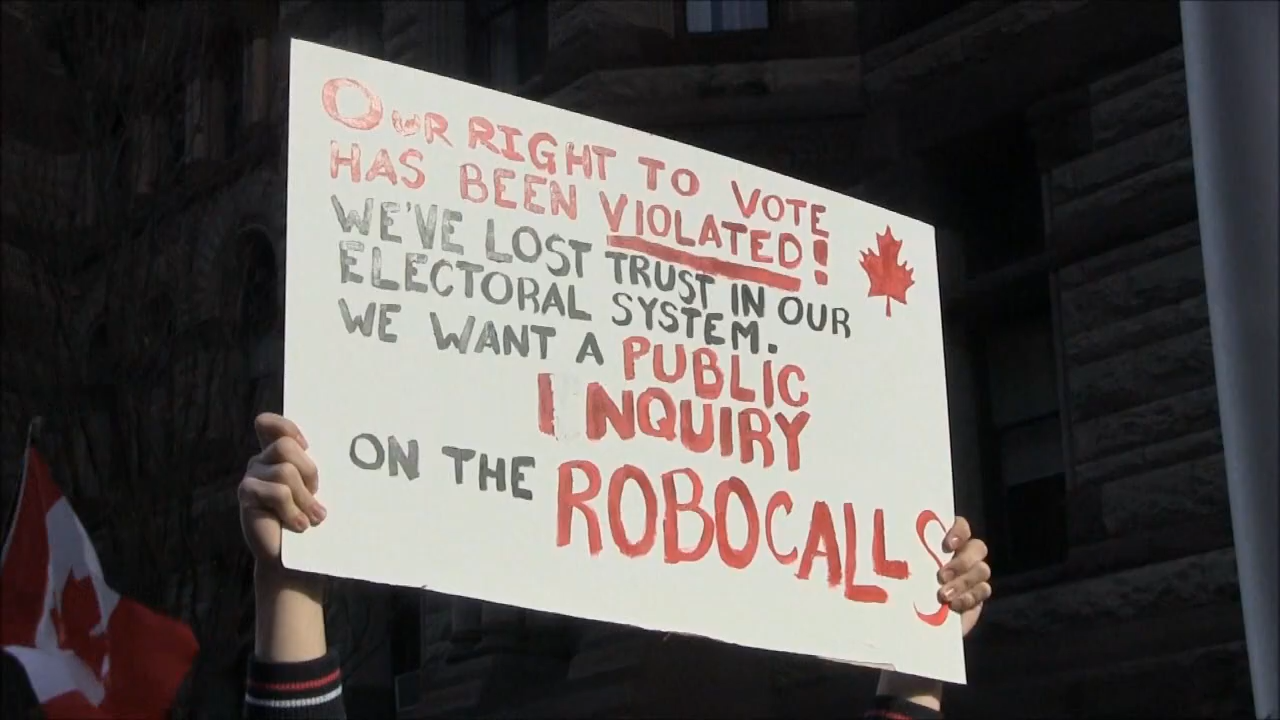 OUR RIGHT TO VOTE
HAS BEEN VIOLATED!
WE'VE LOST TRUST IN OUR
ELECTORAL SYSTEM.
WE WANT A PUBLIC
INQUIRY
ON THE ROBOCALLS